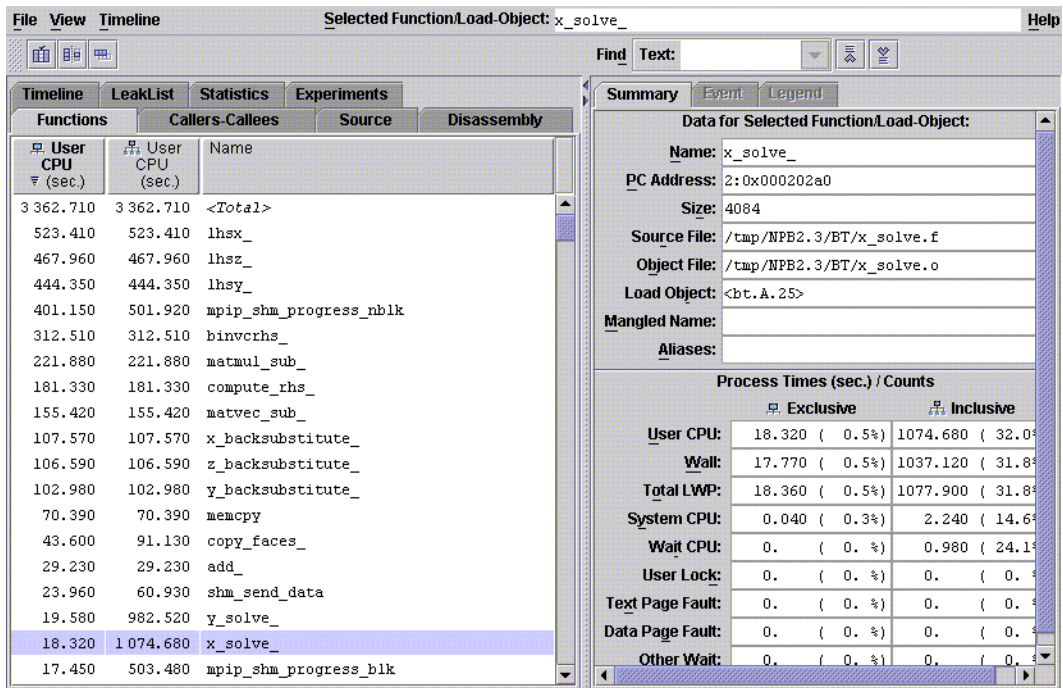 File View Timeline Selected Function/Load-Object: x_solve_ Help
Find Text:
Timeline LeakList Statistics Experiments
Functions Callers-Callees Source Disassembly
User CPU (sec.) User CPU (sec.) Name
3 362.710 3 362.710 <Total>
523.410 523.410 lhsx_
467.960 467.960 lhsz_
444.350 444.350 lhsy_
401.150 501.920 mpip_shm_progress_nblk
312.510 312.510 binvcrhs_
221.880 221.880 matmul_sub_
181.330 181.330 compute_rhs_
155.420 155.420 matvec_sub_
107.570 107.570 x_backsubstitute_
106.590 106.590 z_backsubstitute_
102.980 102.980 y_backsubstitute_
70.390 70.390 memcpy
43.600 91.130 copy_faces_
29.230 29.230 add_
23.960 60.930 shm_send_data
19.580 982.520 y_solve_
18.320 1 074.680 x_solve_
17.450 503.480 mpip_shm_progress_blk
Summary Event Legend
Data for Selected Function/Load-Object:
Name: x_solve_
PC Address: 2:0x000202a0
Size: 4084
Source File: /tmp/NPB2.3/BT/x_solve.f
Object File: /tmp/NPB2.3/BT/x_solve.o
Load Object: <bt.A.25>
Mangled Name:
Aliases:
Process Times (sec.) / Counts
Exclusive Inclusive
User CPU: 18.320 ( 0.5%) 1074.680 ( 32.0%
Wall: 17.770 ( 0.5%) 1037.120 ( 31.8%
Total LWP: 18.360 ( 0.5%) 1077.900 ( 31.8%
System CPU: 0.040 ( 0.3%) 2.240 ( 14.6%
Wait CPU: 0. ( 0. %) 0.980 ( 24.1%
User Lock: 0. ( 0. %) 0. ( 0. %
Text Page Fault: 0. ( 0. %) 0. ( 0. %
Data Page Fault: 0. ( 0. %) 0. ( 0. %
Other Wait: 0. ( 0. %) 0. ( 0. %